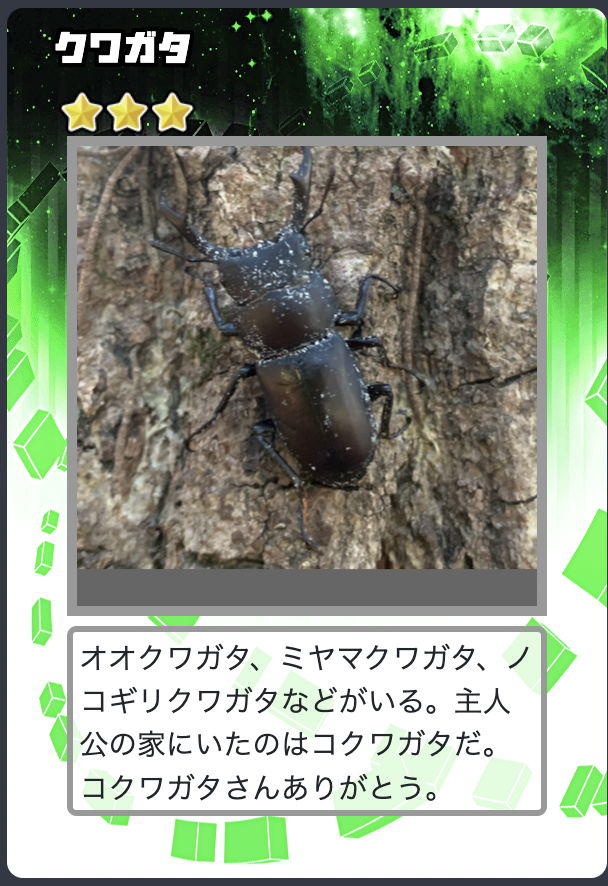 クワガタ
オオクワガタ、ミヤマクワガタ、ノ
コギリクワガタなどがいる。主人
公の家にいたのはコクワガタだ。
コクワガタさんありがとう。